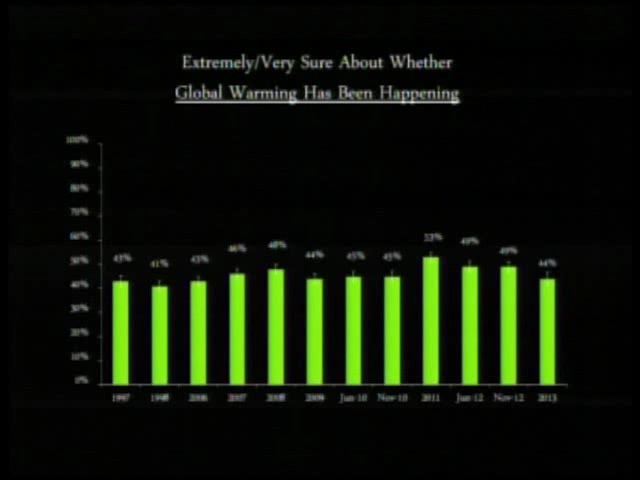 Extremely/Very Sure About Whether
Global Warming Has Been Happening
100%
90%
80%
70%
60%
50%
40%
30%
20%
10%
0%
43% 41% 43% 46% 48% 44% 45% 45% 53% 49% 49% 44%
1997 1998 2006 2007 2008 2009 Jun-10 Nov-10 2011 Jun-12 Nov-12 2013